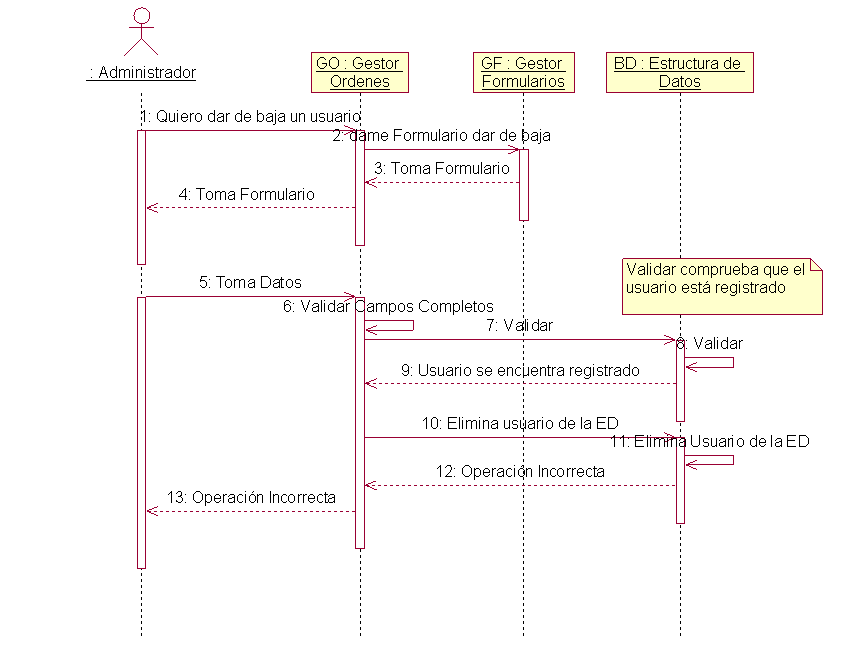 : Administrador
GO : Gestor
Ordenes
GF : Gestor
Formularios
BD : Estructura de
Datos
1: Quiero dar de baja un usuario
2: dame Formulario dar de baja
3: Toma Formulario
4: Toma Formulario
Validar comprueba que el
usuario está registrado
5: Toma Datos
6: Validar Campos Completos
7: Validar
8: Validar
9: Usuario se encuentra registrado
10: Elimina usuario de la ED
11: Elimina Usuario de la ED
12: Operación Incorrecta
13: Operación Incorrecta